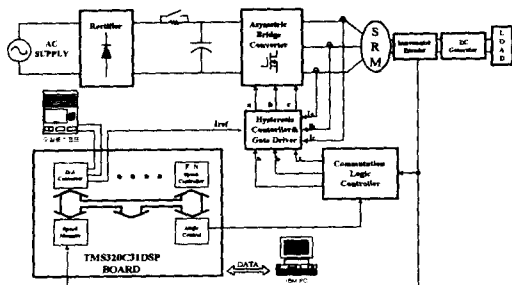 AC
SUPPLY
Rectifier
Asymmetric
Bridge
Converter
S
R
M
Incremental
Encoder
DC
Generator
L
O
A
D
a b c
Iref
Hysteresis
Controller &
Gate Driver
Commutation
Logic
Controller
D/A
Converter
Speed
Controller
Speed
Angle
Control
TMS320C31DSP
BOARD
DATA
IBM PC